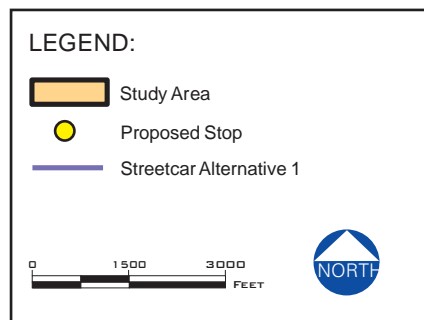 LEGEND:
Study Area
Proposed Stop
Streetcar Alternative 1
0 1500 3000
FEET
NORTH